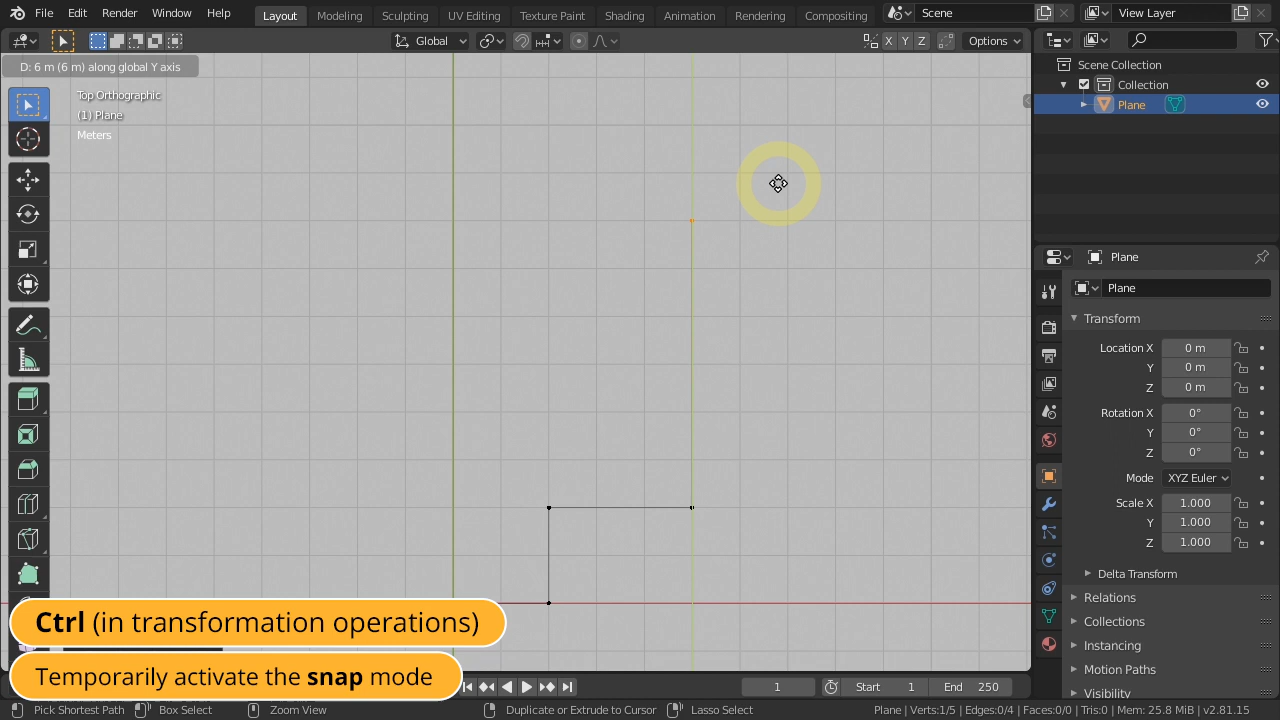 File Edit Render Window Help Layout Modeling Sculpting UV Editing Texture Paint Shading Animation Rendering Compositing Scene View Layer
Global X Y Z Options
D: 6 m (6 m) along global Y axis
Top Orthographic
(1) Plane
Meters
Scene Collection
Collection
Plane
Plane
Plane
Transform
Location X 0 m
Y 0 m
Z 0 m
Rotation X 0°
Y 0°
Z 0°
Mode XYZ Euler
Scale X 1.000
Y 1.000
Z 1.000
Delta Transform
Relations
Collections
Instancing
Motion Paths
Visibility
Ctrl (in transformation operations)
Temporarily activate the snap mode
1 Start 1 End 250
Pick Shortest Path Box Select Zoom View Duplicate or Extrude to Cursor Lasso Select Plane | Verts:1/5 | Edges:0/4 | Faces:0/0 | Tris:0 | Mem: 25.8 MiB | v2.81.15